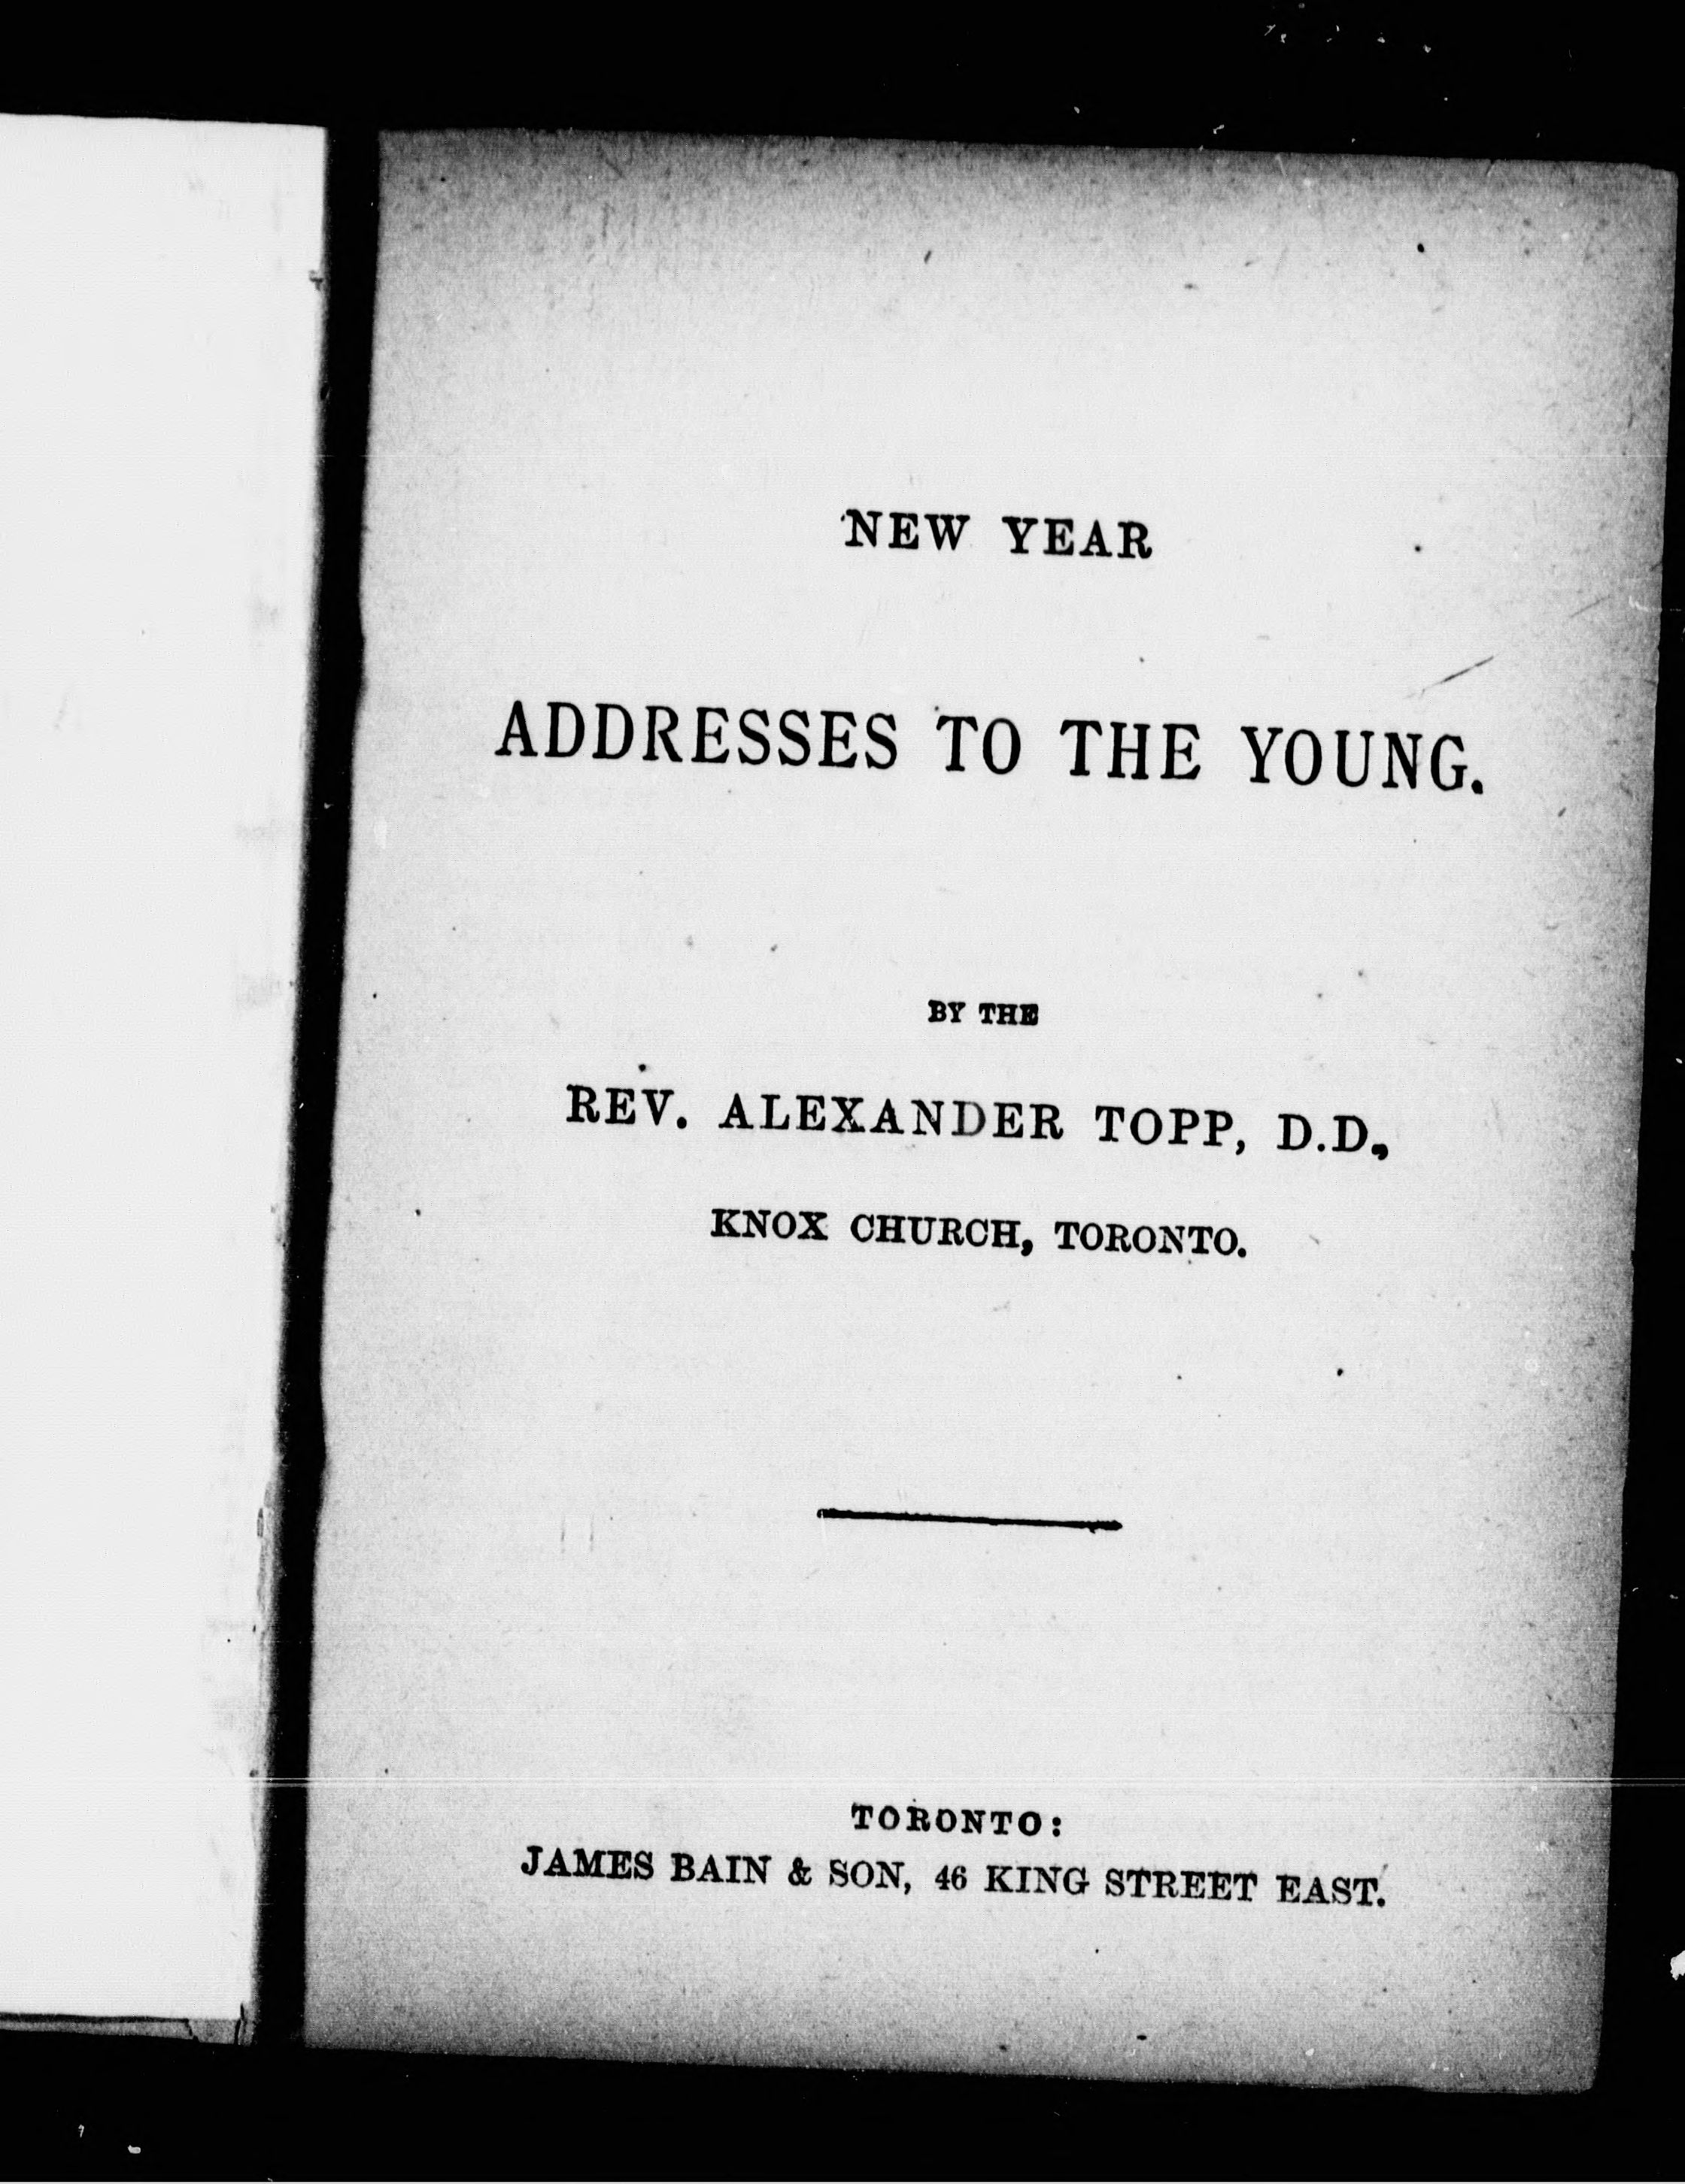 NEW YEAR
ADDRESSES TO THE YOUNG.
BY THE
REV. ALEXANDER TOPP, D.D.,
KNOX CHURCH, TORONTO.
TORONTO:
JAMES BAIN & SON, 46 KING STREET EAST.